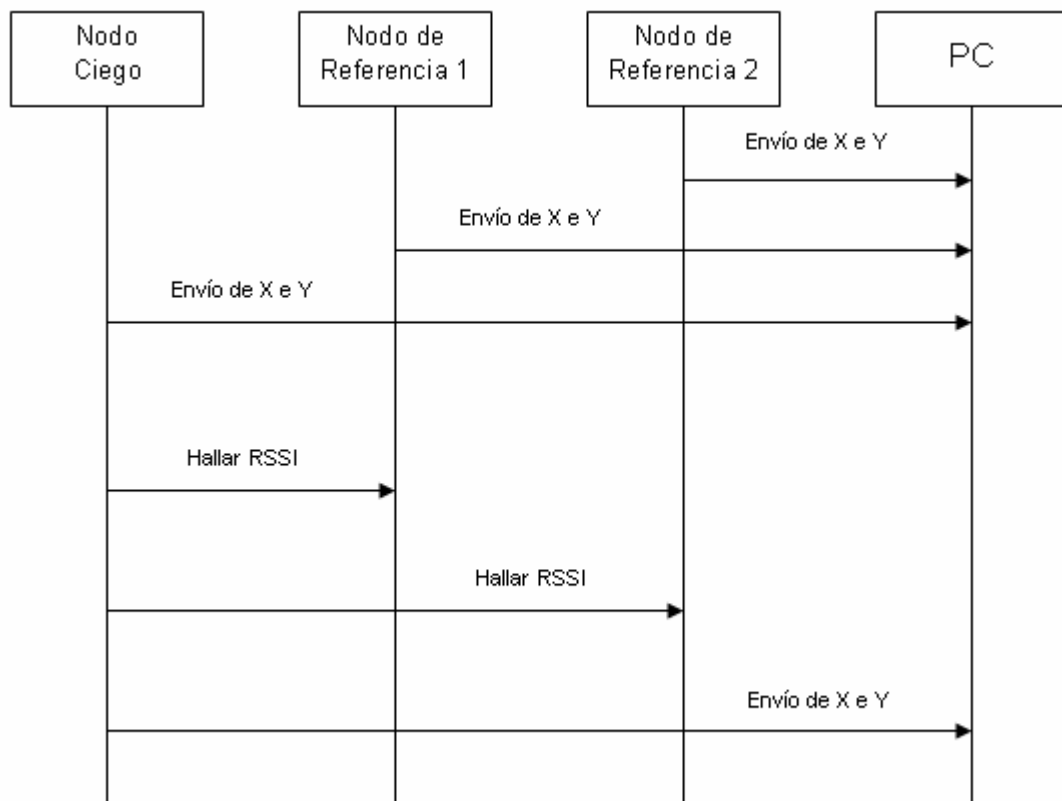 Nodo
Ciego
Nodo de
Referencia 1
Nodo de
Referencia 2
PC
Envío de X e Y
Envío de X e Y
Envío de X e Y
Hallar RSSI
Hallar RSSI
Envío de X e Y